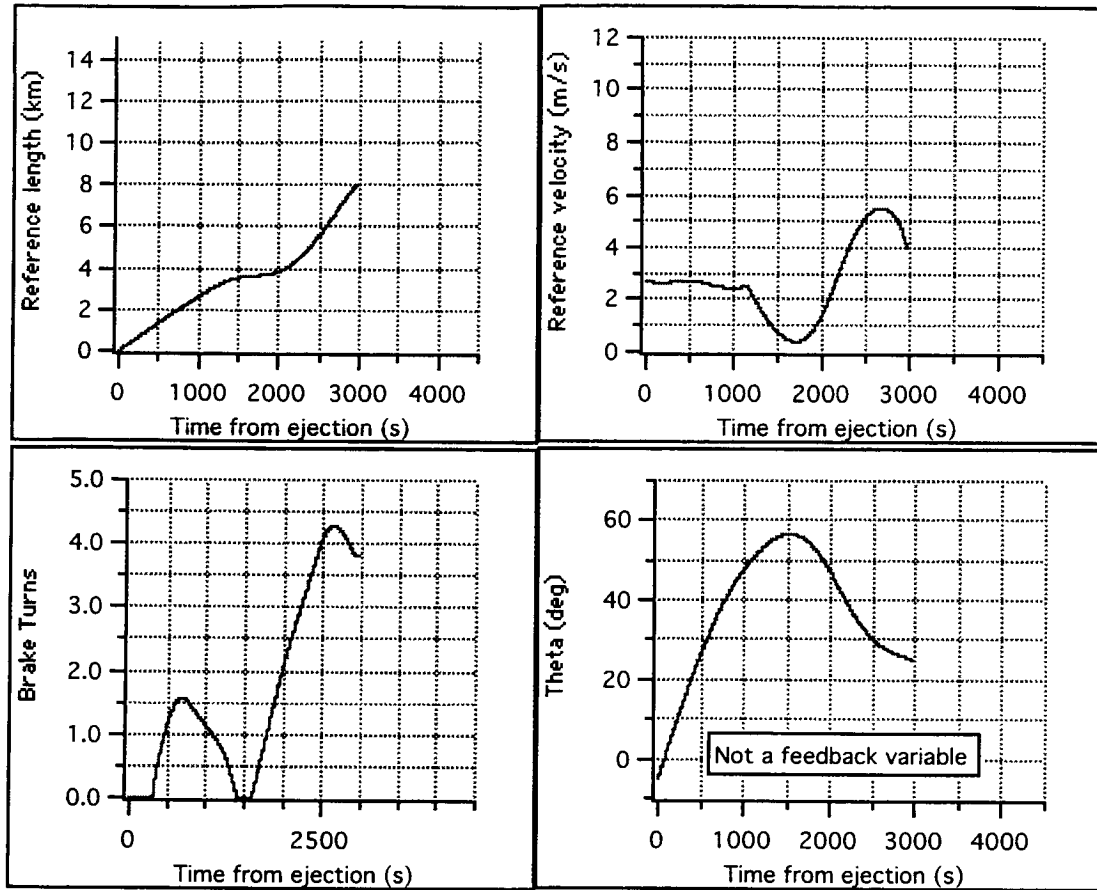 Reference length (km)
14
12
10
8
6
4
2
0
0 1000 2000 3000 4000
Time from ejection (s)
Reference velocity (m/s)
12
10
8
6
4
2
0
0 1000 2000 3000 4000
Time from ejection (s)
Brake Turns
5.0
4.0
3.0
2.0
1.0
0.0
0 2500
Time from ejection (s)
Theta (deg)
60
40
20
0
Not a feedback variable
0 1000 2000 3000 4000
Time from ejection (s)